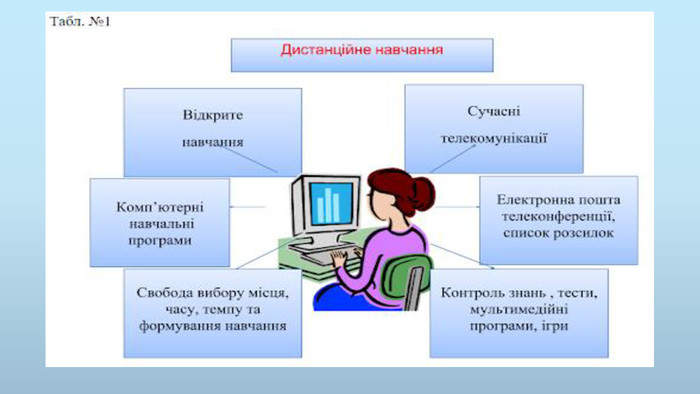 Табл. №1
Дистанційне навчання
Відкрите
навчання
Сучасні
телекомунікації
Комп’ютерні
навчальні
програми
Електронна пошта
телеконференції,
список розсилок
Свобода вибору місця,
часу, темпу та
формування навчання
Контроль знань , тести,
мультимедійні
програми, ігри